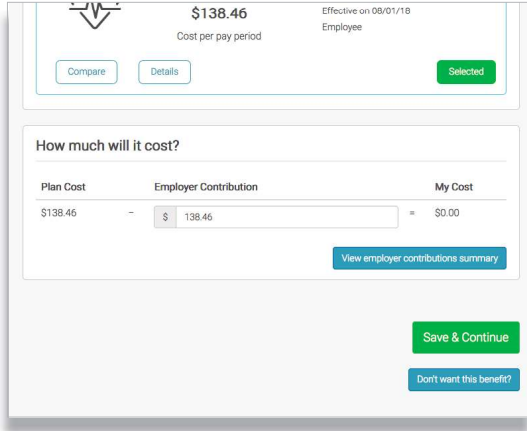 $138.46
Cost per pay period
Effective on 08/01/18
Employee
Compare
Details
Selected
How much will it cost?
Plan Cost Employer Contribution My Cost
$138.46 - $ 138.46 = $0.00
View employer contributions summary
Save & Continue
Don't want this benefit?